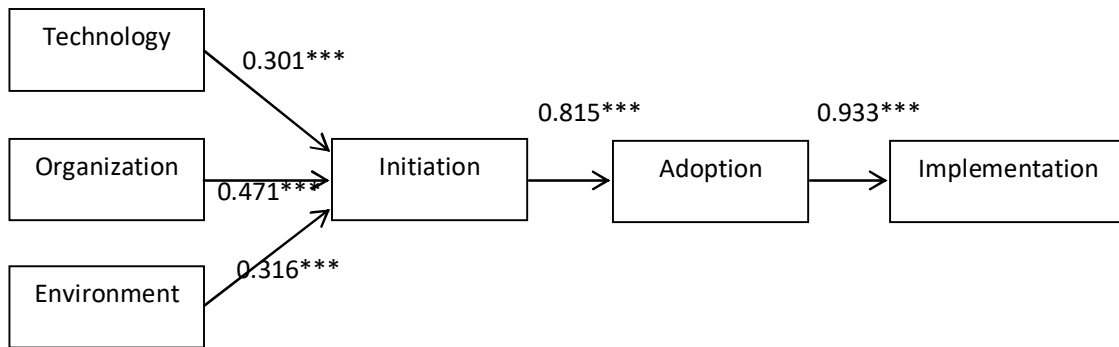 Technology
0.301***
0.815***
0.933***
Organization
Initiation
Adoption
Implementation
0.471***
0.316***
Environment